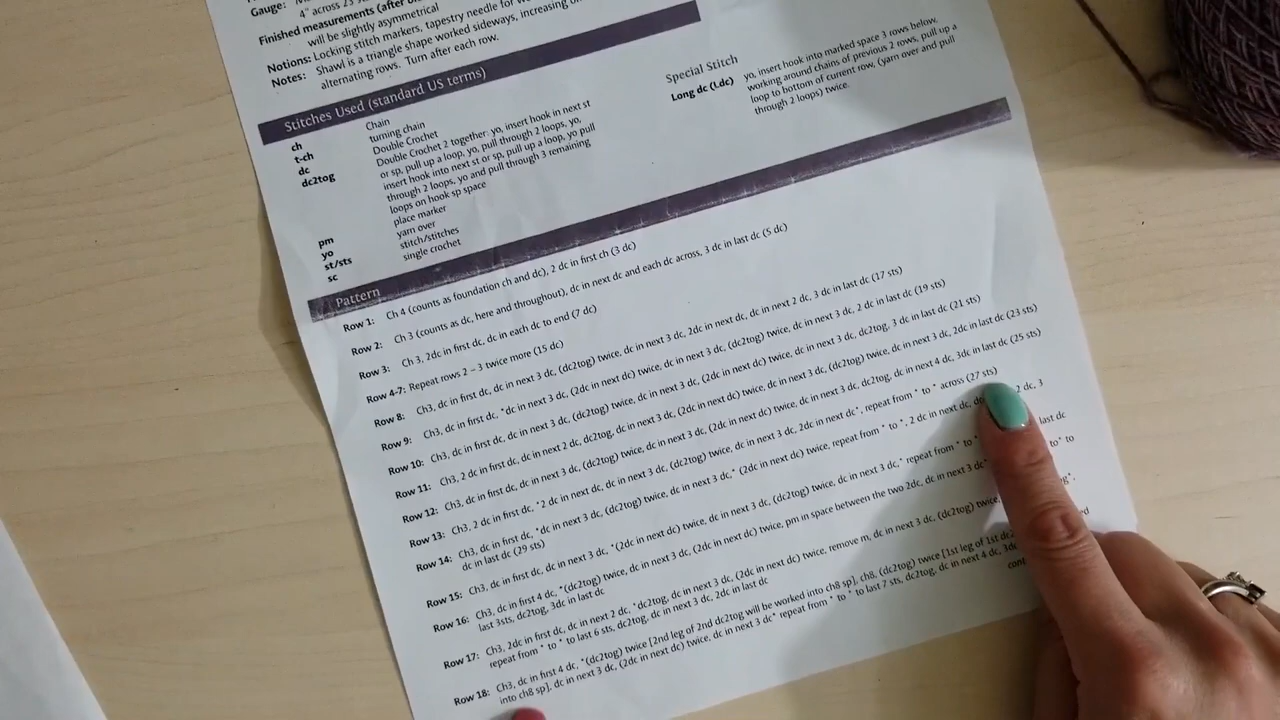 Gauge:
4" across 23
Finished measurements (after
will be slightly asymmetrical
Notions: Locking stitch markers, tapestry needle for
Notes: Shawl is a triangle shape worked sideways, increasing on
alternating rows. Turn after each row.
Stitches Used (standard US terms)
ch Chain
t-ch turning chain
dc Double Crochet
dc2tog Double Crochet 2 together: yo, insert hook in next st
or sp, pull up a loop, yo, pull through 2 loops, yo,
insert hook into next st or sp, pull up a loop, yo pull
through 2 loops, yo and pull through 3 remaining
loops on hook sp space
pm place marker
yo yarn over
st/sts stitch/stitches
sc single crochet
Special Stitch
Long dc (Ldc) yo, insert hook into marked space 3 rows below,
working around chains of previous 2 rows, pull up a
loop to bottom of current row, (yarn over and pull
through 2 loops) twice.
Pattern
Row 1: Ch 4 (counts as foundation ch and dc), 2 dc in first ch (3 dc)
Row 2: Ch 3 (counts as dc, here and throughout), dc in next dc and each dc across, 3 dc in last dc (5 dc)
Row 3: Ch 3, 2dc in first dc, dc in each dc to end (7 dc)
Row 4-7: Repeat rows 2 – 3 twice more (15 dc)
Row 8: Ch3, dc in first dc, dc in next 3 dc, (dc2tog) twice, dc in next 3 dc, 2dc in next dc, dc in next 2 dc, 3 dc in last dc (17 sts)
Row 9: Ch3, dc in first dc, *dc in next 3 dc, (2dc in next dc) twice, dc in next 3 dc, (dc2tog) twice, dc in next 3 dc, 2 dc in last dc (19 sts)
Row 10: Ch3, dc in first dc, dc in next 3 dc, (dc2tog) twice, dc in next 3 dc, (2dc in next dc) twice, dc in next 3 dc, dc2tog, 3 dc in last dc (21 sts)
Row 11: Ch3, 2 dc in first dc, dc in next 2 dc, dc2tog, dc in next 3 dc, (2dc in next dc) twice, dc in next 3 dc, (dc2tog) twice, dc in next 3 dc, 2dc in last dc (23 sts)
Row 12: Ch3, dc in first dc, dc in next 3 dc, (dc2tog) twice, dc in next 3 dc, (2dc in next dc) twice, dc in next 3 dc, dc2tog, dc in next 4 dc, 3dc in last dc (25 sts)
Row 13: Ch3, 2 dc in first dc, *2 dc in next dc, dc in next 3 dc, (dc2tog) twice, dc in next 3 dc, 2dc in next dc*, repeat from * to * across (27 sts)
Row 14: Ch3, dc in first dc, *dc in next 3 dc, (dc2tog) twice, dc in next 3 dc,* (2dc in next dc) twice, repeat from * to *, 2 dc in next dc, 2 dc, 3
dc in last dc (29 sts)
Row 15: Ch3, dc in first dc, dc in next 3 dc, *(2dc in next dc) twice, dc in next 3 dc, (dc2tog) twice, dc in next 3 dc,* repeat from * to last dc
Row 16: Ch3, dc in first 4 dc, *(dc2tog) twice, dc in next 3 dc, (2dc in next dc) twice, pm in space between the two 2dc, dc in next 3 dc* to* to
last 3sts, dc2tog, 3dc in last dc
Row 17: Ch3, 2dc in first dc, dc in next 2 dc, *dc2tog, dc in next 3 dc, (2dc in next dc) twice, remove m, dc in next 3 dc, (dc2tog) twice,
repeat from * to * to last 6 sts, dc2tog, dc in next 3 dc, 2dc in last dc
Row 18: Ch3, dc in first 4 dc, *(dc2tog) twice [2nd leg of 2nd dc2tog will be worked into ch8 sp], ch8, (dc2tog) twice [1st leg of 1st dc2
into ch8 sp], dc in next 3 dc, (2dc in next dc) twice, dc in next 3 dc* repeat from * to * to last 7 sts, dc2tog, dc in next 4 dc, 3dc